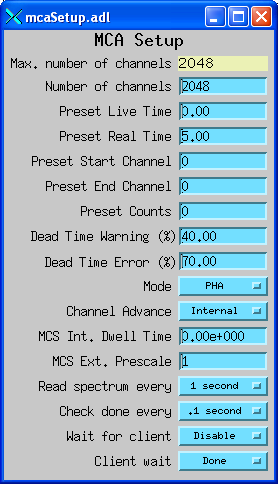 mcaSetup.adl
MCA Setup
Max. number of channels 2048
Number of channels 2048
Preset Live Time 0.00
Preset Real Time 5.00
Preset Start Channel 0
Preset End Channel 0
Preset Counts 0
Dead Time Warning (%) 40.00
Dead Time Error (%) 70.00
Mode PHA
Channel Advance Internal
MCS Int. Dwell Time 0.00e+000
MCS Ext. Prescale 1
Read spectrum every 1 second
Check done every .1 second
Wait for client Disable
Client wait Done